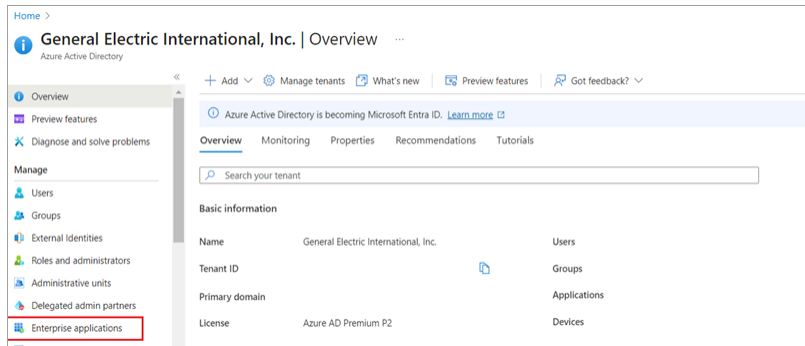 Home >
General Electric International, Inc. | Overview ...
Azure Active Directory
«
Overview
Preview features
Diagnose and solve problems
Manage
Users
Groups
External Identities
Roles and administrators
Administrative units
Delegated admin partners
Enterprise applications
+ Add Manage tenants What's new Preview features Got feedback?
Azure Active Directory is becoming Microsoft Entra ID. Learn more
Overview Monitoring Properties Recommendations Tutorials
Search your tenant
Basic information
Name General Electric International, Inc. Users
Tenant ID Groups
Primary domain Applications
License Azure AD Premium P2 Devices